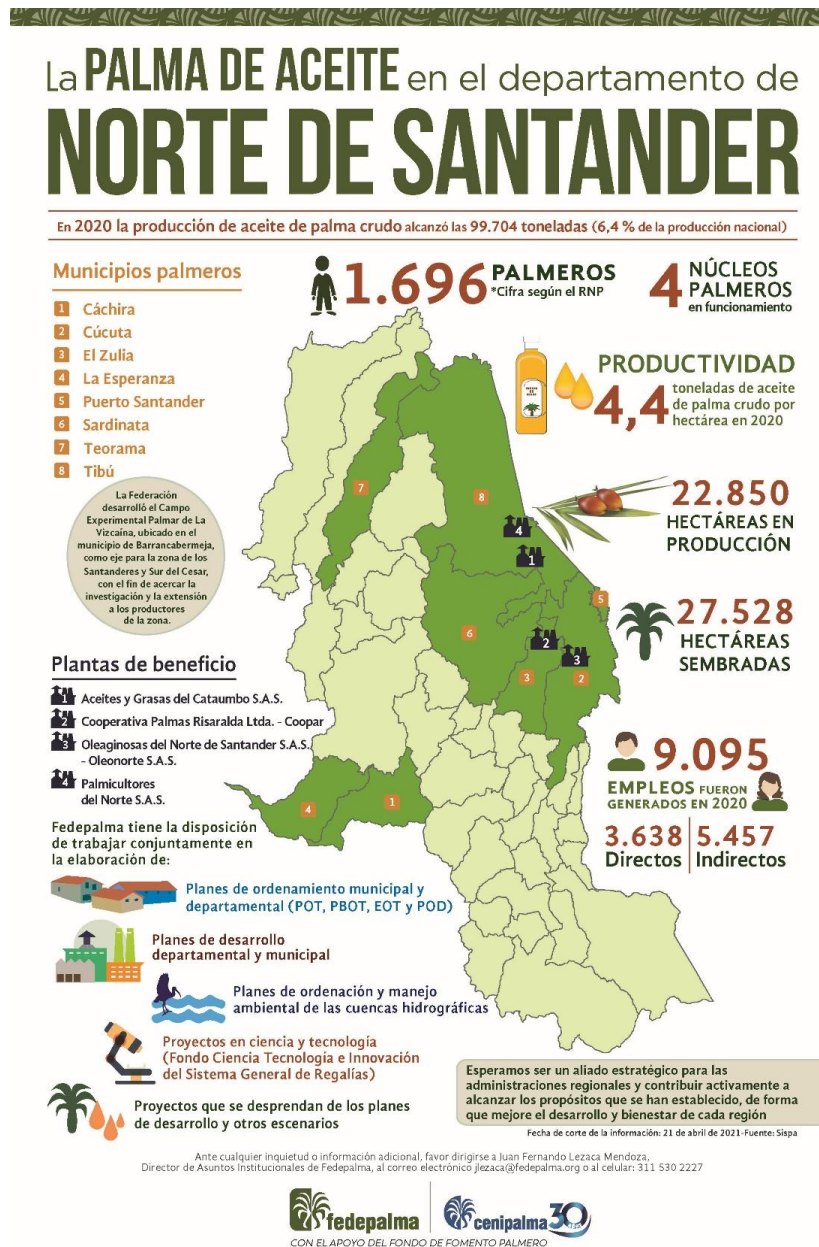 La PALMA DE ACEITE en el departamento de
NORTE DE SANTANDER
En 2020 la producción de aceite de palma crudo alcanzó las 99.704 toneladas (6,4 % de la producción nacional)
Municipios palmeros
1 Cáchira
2 Cúcuta
3 El Zulia
4 La Esperanza
5 Puerto Santander
6 Sardinata
7 Teorama
8 Tibú
1.696 PALMEROS
*Cifra según el RNP
4 NÚCLEOS
PALMEROS
en funcionamiento
PRODUCTIVIDAD
4,4 toneladas de aceite
de palma crudo por
hectárea en 2020
22.850
HECTÁREAS EN
PRODUCCIÓN
27.528
HECTÁREAS
SEMBRADAS
La Federación
desarrolló el Campo
Experimental Palmar de La
Vizcaína, ubicado en el
municipio de Barrancabermeja,
como eje para la zona de los
Santanderes y Sur del Cesar,
con el fin de acercar la
investigación y la extensión
a los productores
de la zona.
7
8
4
1
5
6
2
3
3
2
4
1
Plantas de beneficio
1 Aceites y Grasas del Cataumbo S.A.S.
2 Cooperativa Palmas Risaralda Ltda. - Coopar
3 Oleaginosas del Norte de Santander S.A.S.
- Oleonorte S.A.S.
4 Palmicultores
del Norte S.A.S.
9.095
EMPLEOS FUERON
GENERADOS EN 2020
3.638 Directos
5.457 Indirectos
Fedepalma tiene la disposición
de trabajar conjuntamente en
la elaboración de:
Planes de ordenamiento municipal y
departamental (POT, PBOT, EOT y POD)
Planes de desarrollo
departamental y municipal
Planes de ordenación y manejo
ambiental de las cuencas hidrográficas
Proyectos en ciencia y tecnología
(Fondo Ciencia Tecnología e Innovación
del Sistema General de Regalías)
Proyectos que se desprendan de los planes
de desarrollo y otros escenarios
Esperamos ser un aliado estratégico para las
administraciones regionales y contribuir activamente a
alcanzar los propósitos que se han establecido, de forma
que mejore el desarrollo y bienestar de cada región
Fecha de corte de la información: 21 de abril de 2021-Fuente: Sispa
Ante cualquier inquietud o información adicional, favor dirigirse a Juan Fernando Lezaca Mendoza,
Director de Asuntos Institucionales de Fedepalma, al correo electrónico jlezaca@fedepalma.org o al celular: 311 530 2227
fedepalma
cenipalma 30
CON EL APOYO DEL FONDO DE FOMENTO PALMERO